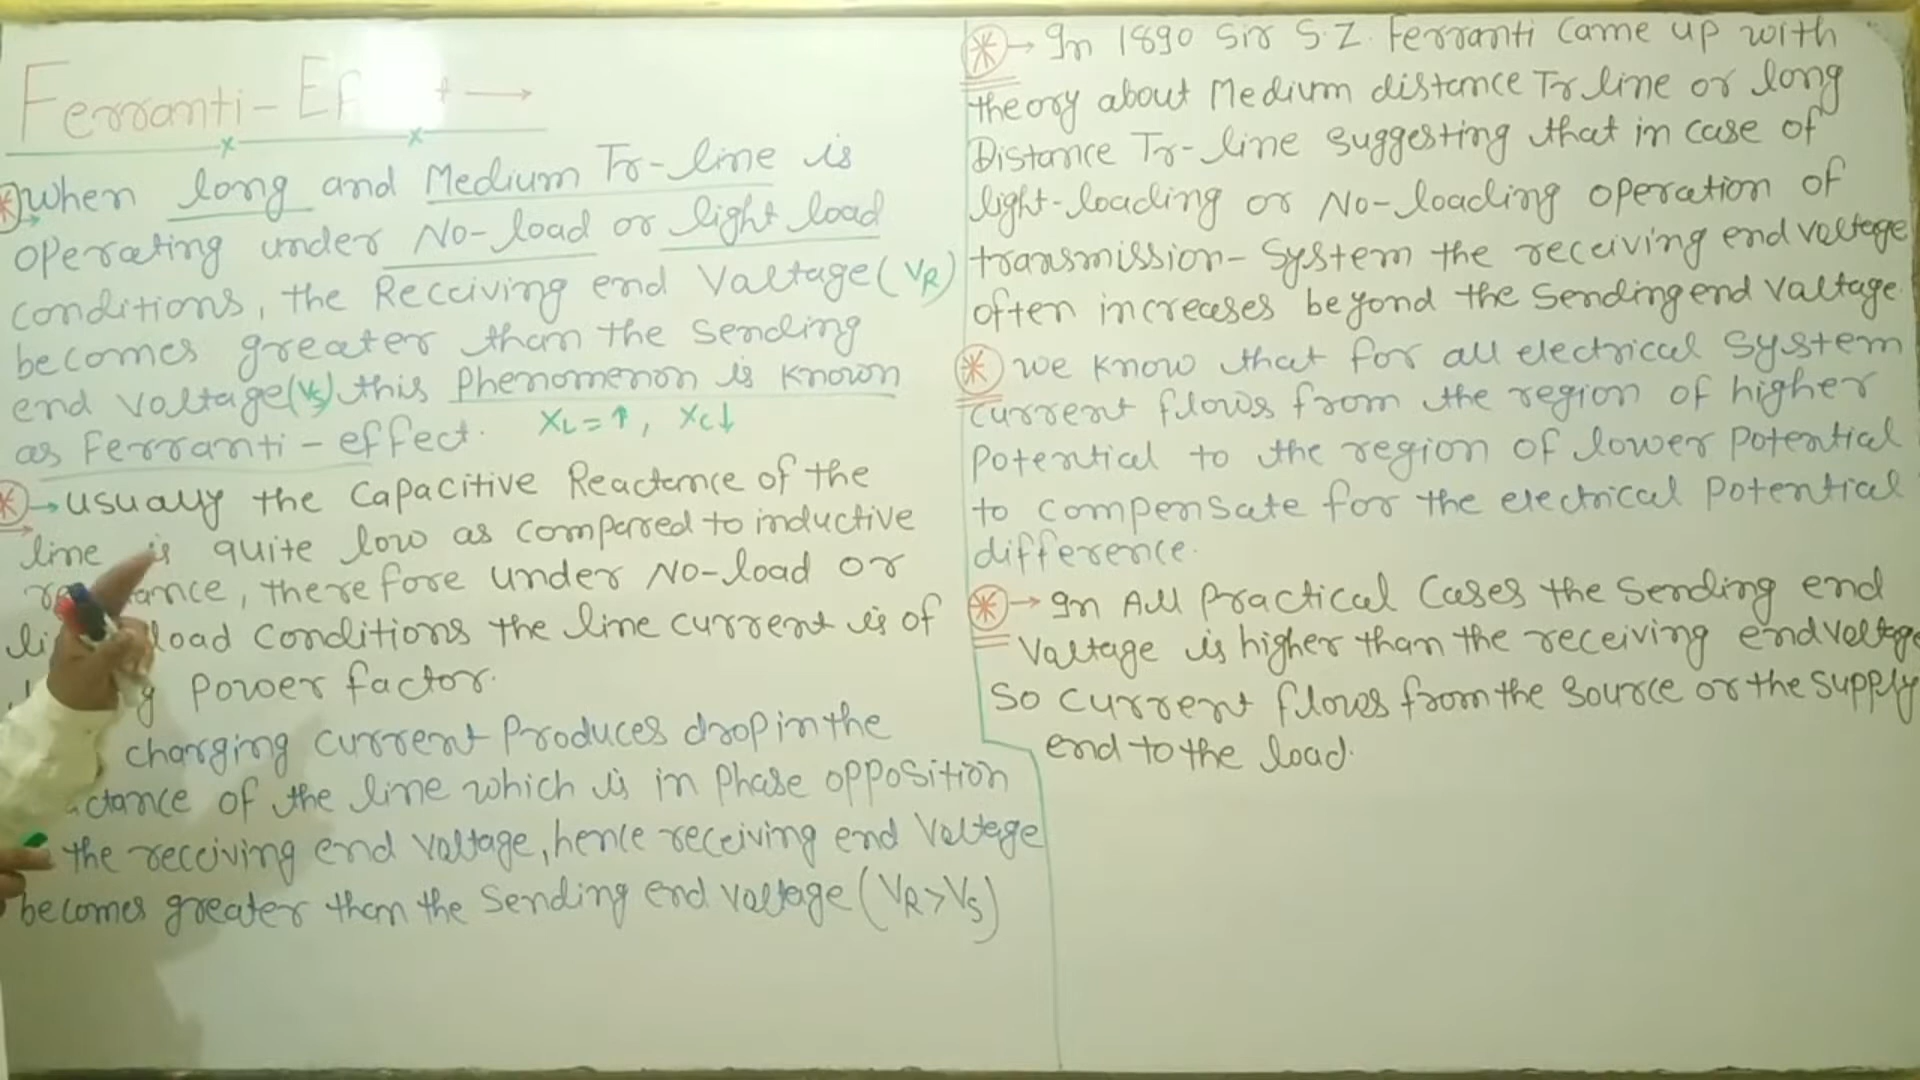 Ferranti-
when long and Medium Tr-line is
operating under No-load or light load
conditions, the Receiving end Valtage (VR)
becomes greater than the sending
end voltage(Vs) this Phenomenon is known
as Ferranti-effect. XL=↑, XC↓
→ usually the capacitive Reactance of the
line is quite low as compared to inductive
therefore under No-load or
load conditions the line current is of
Power factor.
charging current Produces drop in the
of the line which is in Phase opposition
the receiving end voltage, hence receiving end Voltage
becomes greater than the sending end voltage (VR>VS)
→ In 1890 Sir S.Z. Ferranti came up with
theory about Medium distance Tr line or long
Distance Tr-line suggesting that in case of
light-loading or No-loading operation of
transmission-System the receiving end voltage
often increases beyond the sending end valtage.
we know that for all electrical system
current flows from the region of higher
Potential to the region of lower Potential
to compensate for the electrical potential
difference.
→ In All Practical Cases the sending end
Valtage is higher than the receiving end voltage
so current flows from the source or the supply
end to the load.